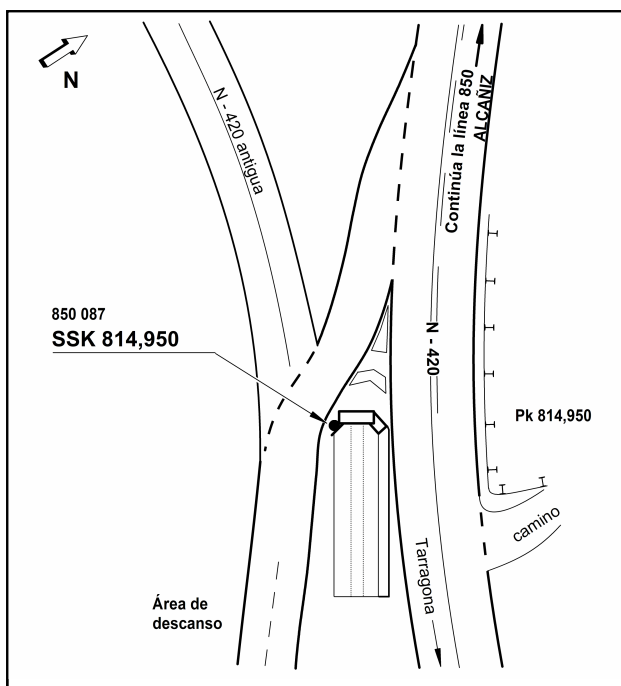 N
N - 420 antigua
Continúa la línea 850
ALCAÑIZ
850 087
SSK 814,950
N - 420
Pk 814,950
camino
Tarragona
Área de
descanso